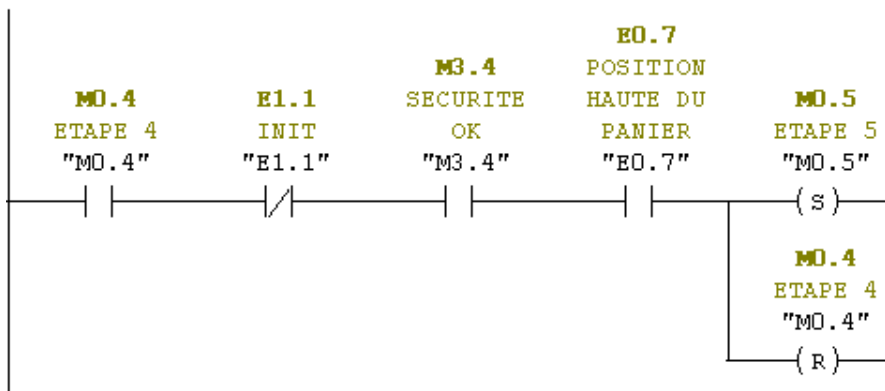 M0.4
ETAPE 4
"M0.4"
E1.1
INIT
"E1.1"
M3.4
SECURITE
OK
"M3.4"
E0.7
POSITION
HAUTE DU
PANIER
"E0.7"
M0.5
ETAPE 5
"M0.5"
S
M0.4
ETAPE 4
"M0.4"
R